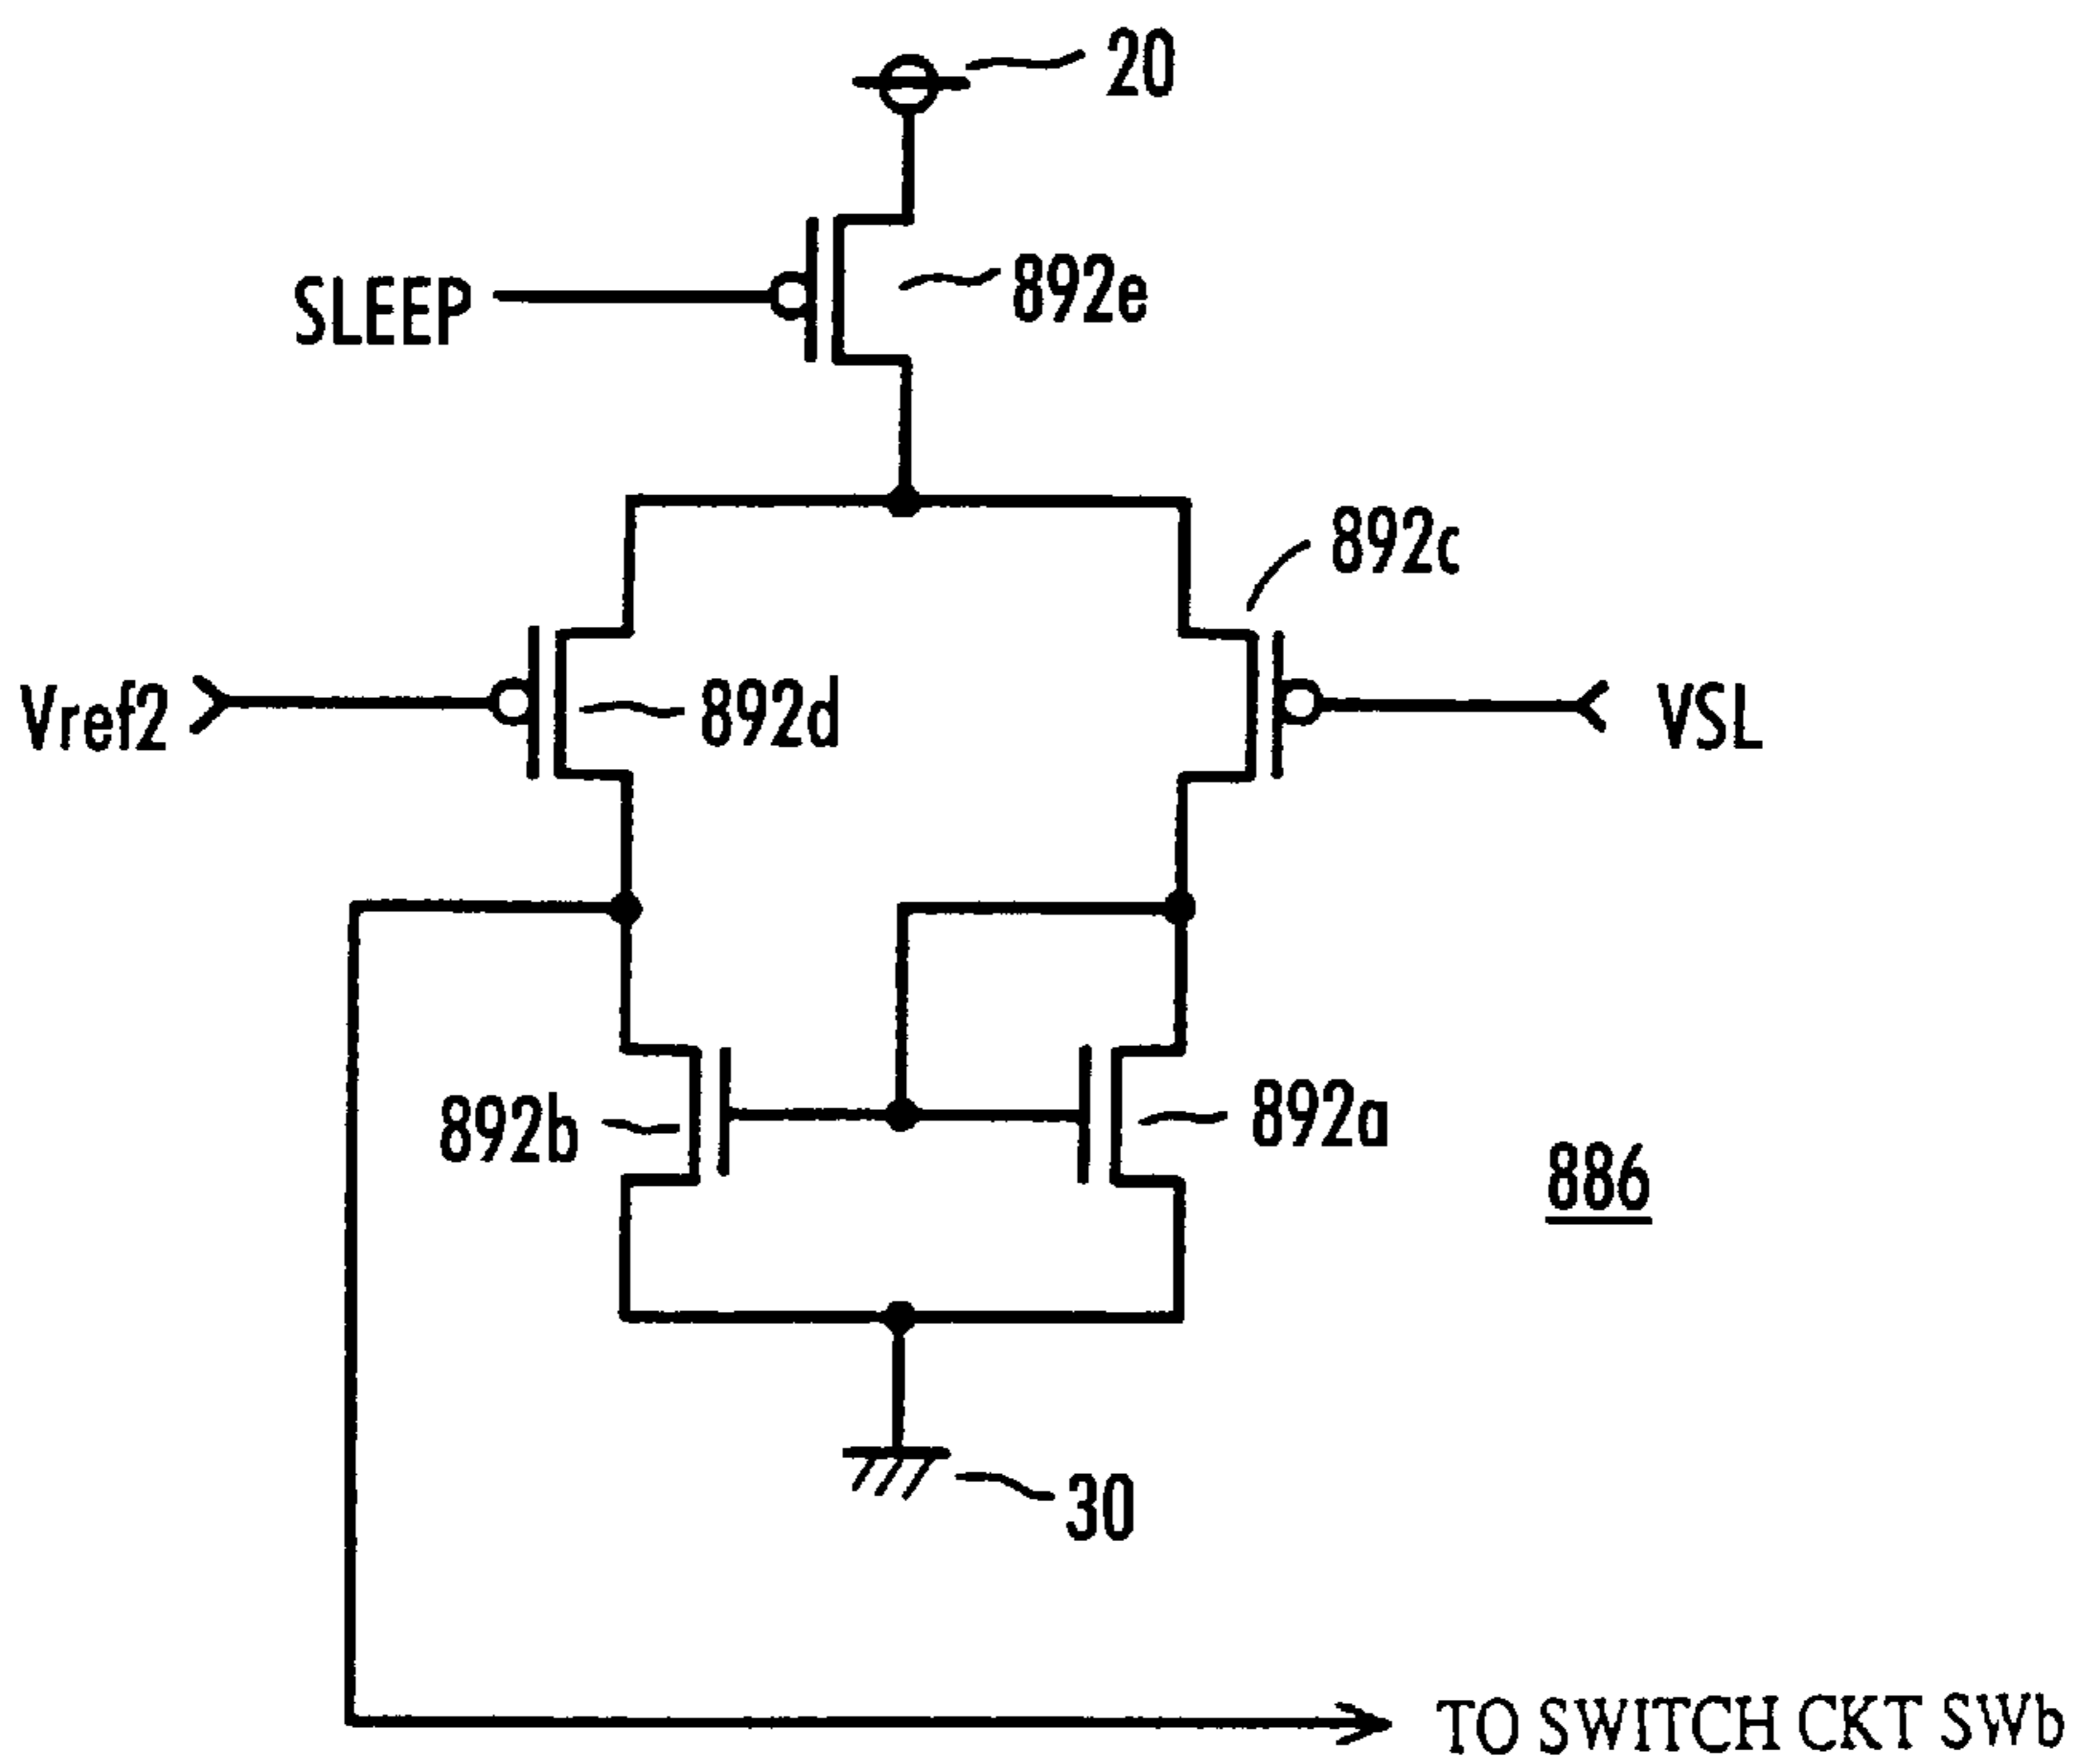 20
SLEEP
892e
892c
Vref2
892d
VSL
892b
892a
886
30
TO SWITCH CKT SWb